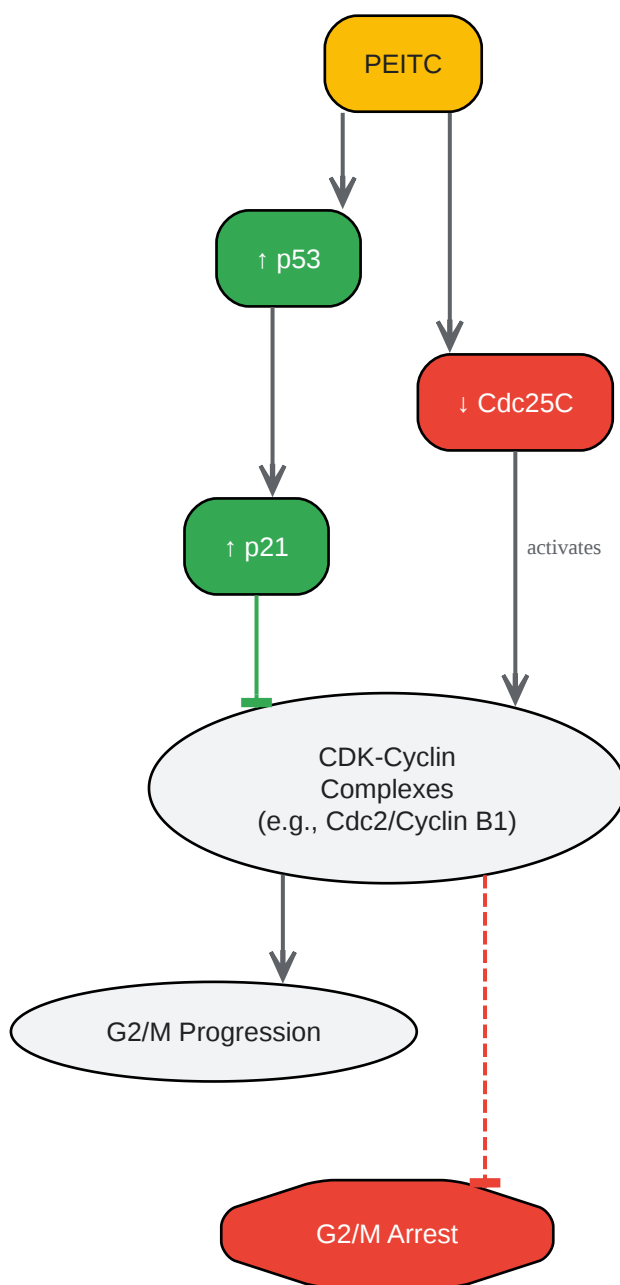 PEITC
↑ p53
↓ Cdc25C
↑ p21
activates
CDK-Cyclin
Complexes
(e.g., Cdc2/Cyclin B1)
G2/M Progression
G2/M Arrest